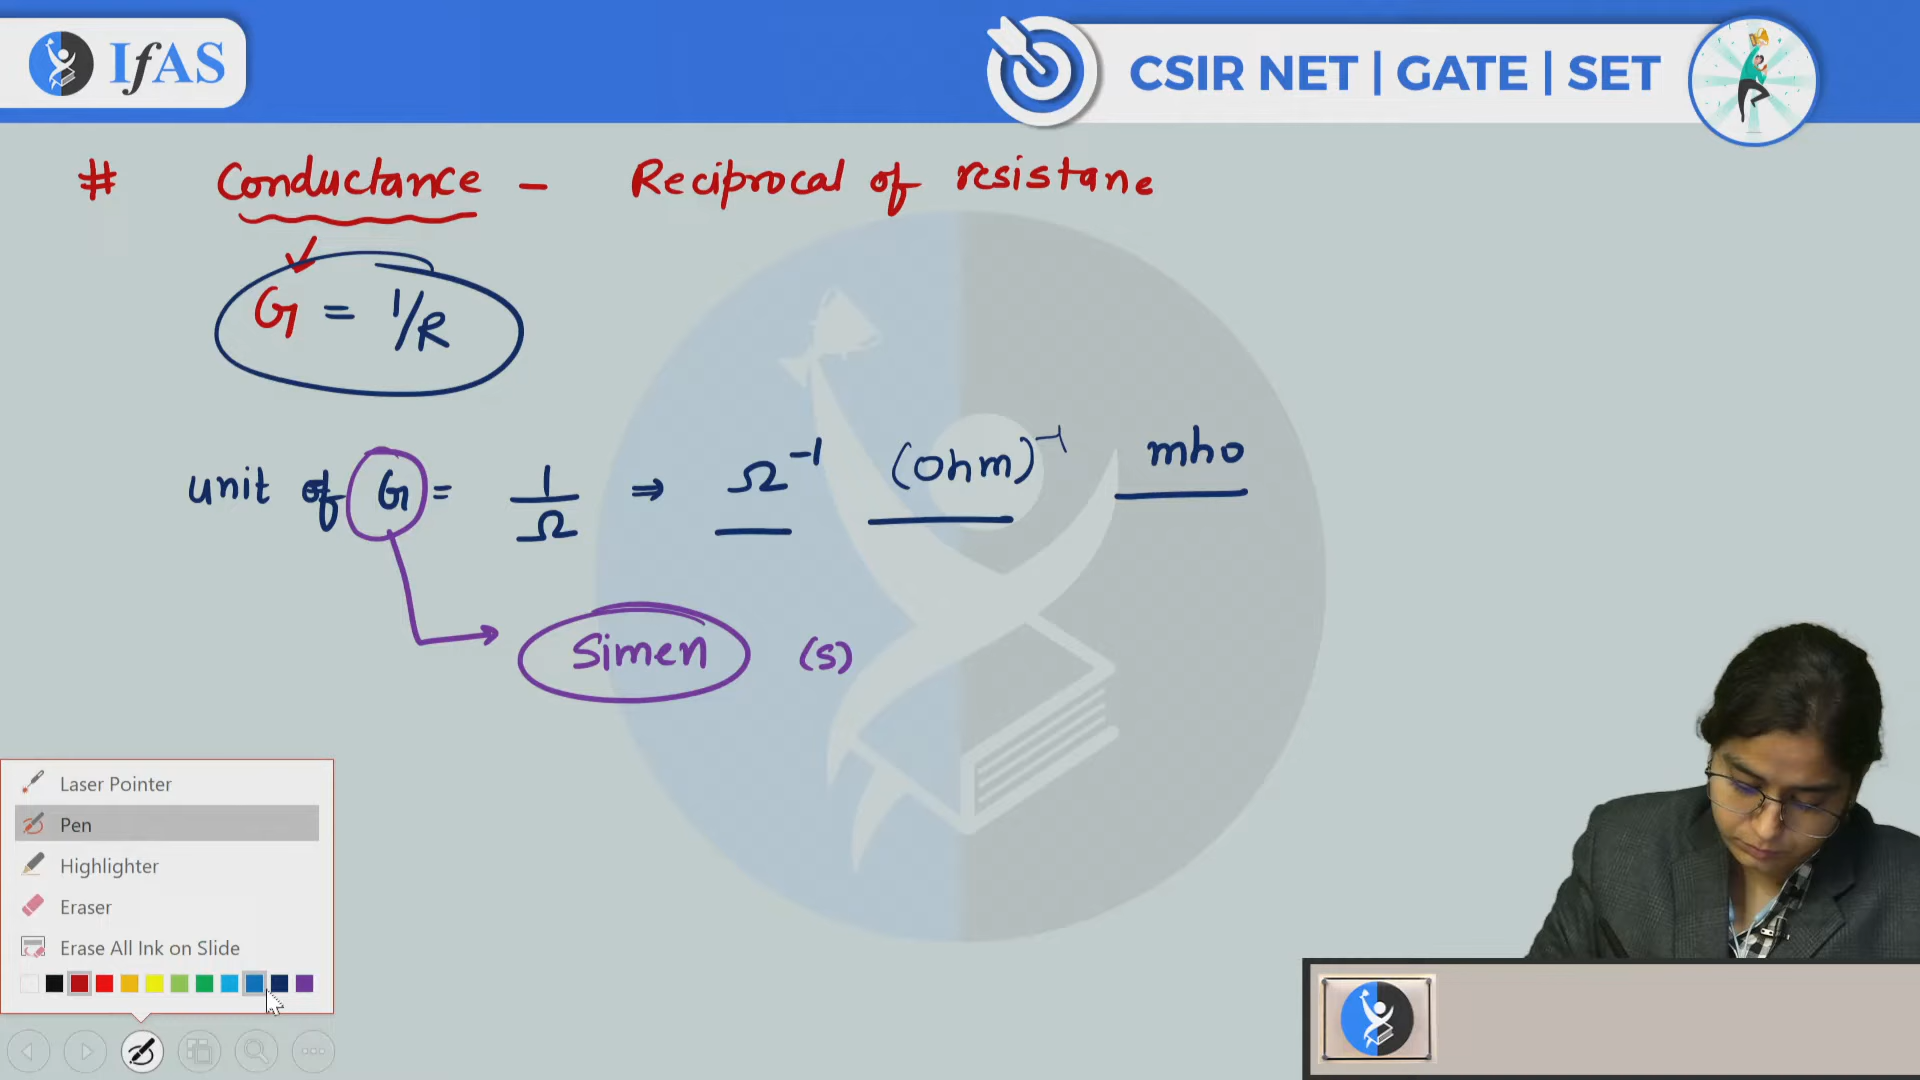 IfAS
CSIR NET | GATE | SET
# Conductance - Reciprocal of resistane
G = 1/R
unit of G = 1/Ω ⇒ Ω⁻¹ (Ohm)⁻¹ mho
Simen (S)
Laser Pointer
Pen
Highlighter
Eraser
Erase All Ink on Slide